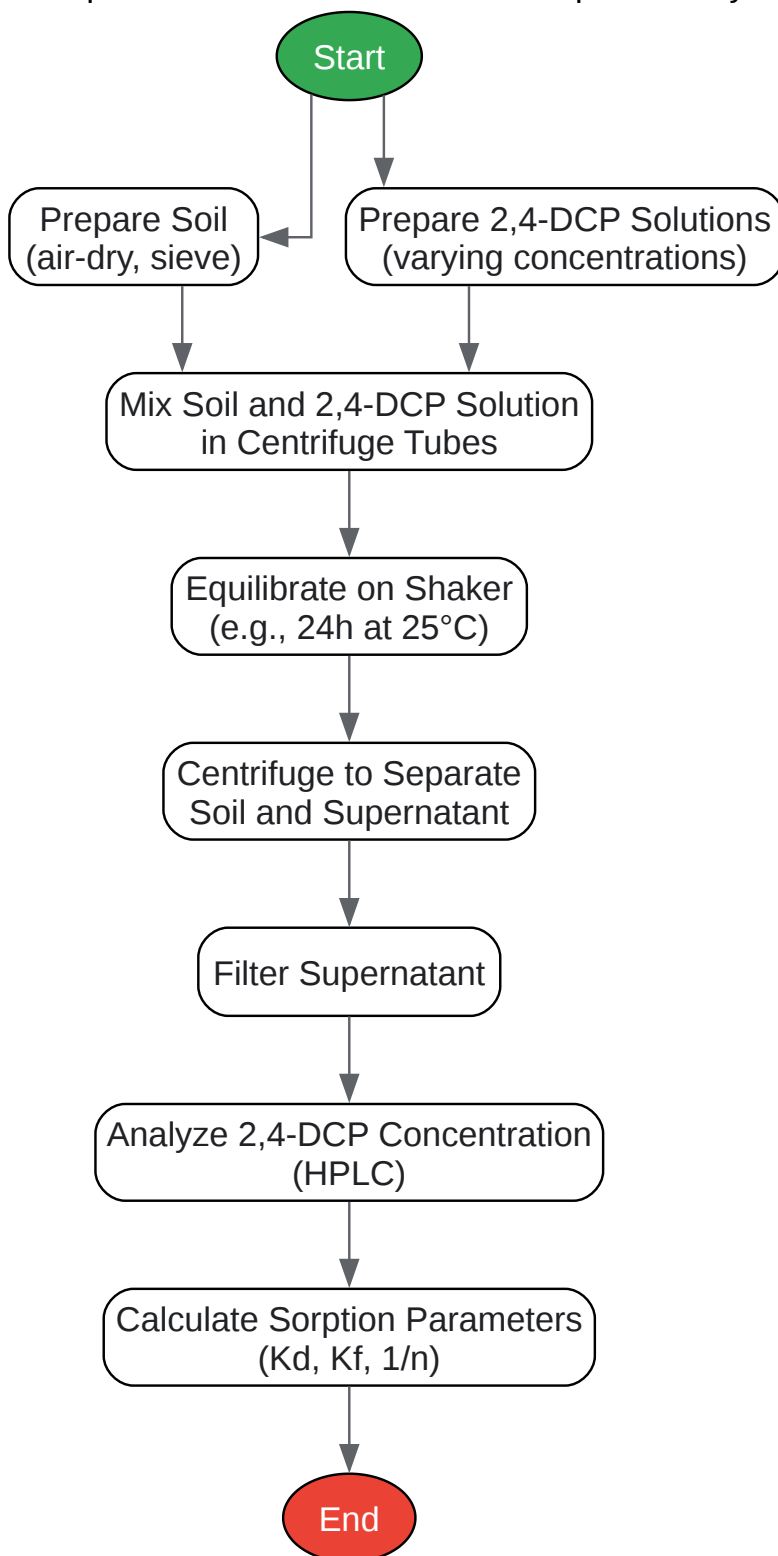 Start
Prepare Soil
(air-dry, sieve)
Prepare 2,4-DCP Solutions
(varying concentrations)
Mix Soil and 2,4-DCP Solution
in Centrifuge Tubes
Equilibrate on Shaker
(e.g., 24h at 25°C)
Centrifuge to Separate
Soil and Supernatant
Filter Supernatant
Analyze 2,4-DCP Concentration
(HPLC)
Calculate Sorption Parameters
(Kd, Kf, 1/n)
End